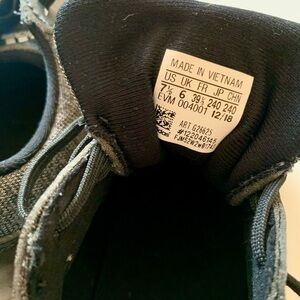 MADE IN VIETNAM
US UK FR JP CHN
7½ 6 39⅓ 240 240
EVM 004001 12/18
ART G26625